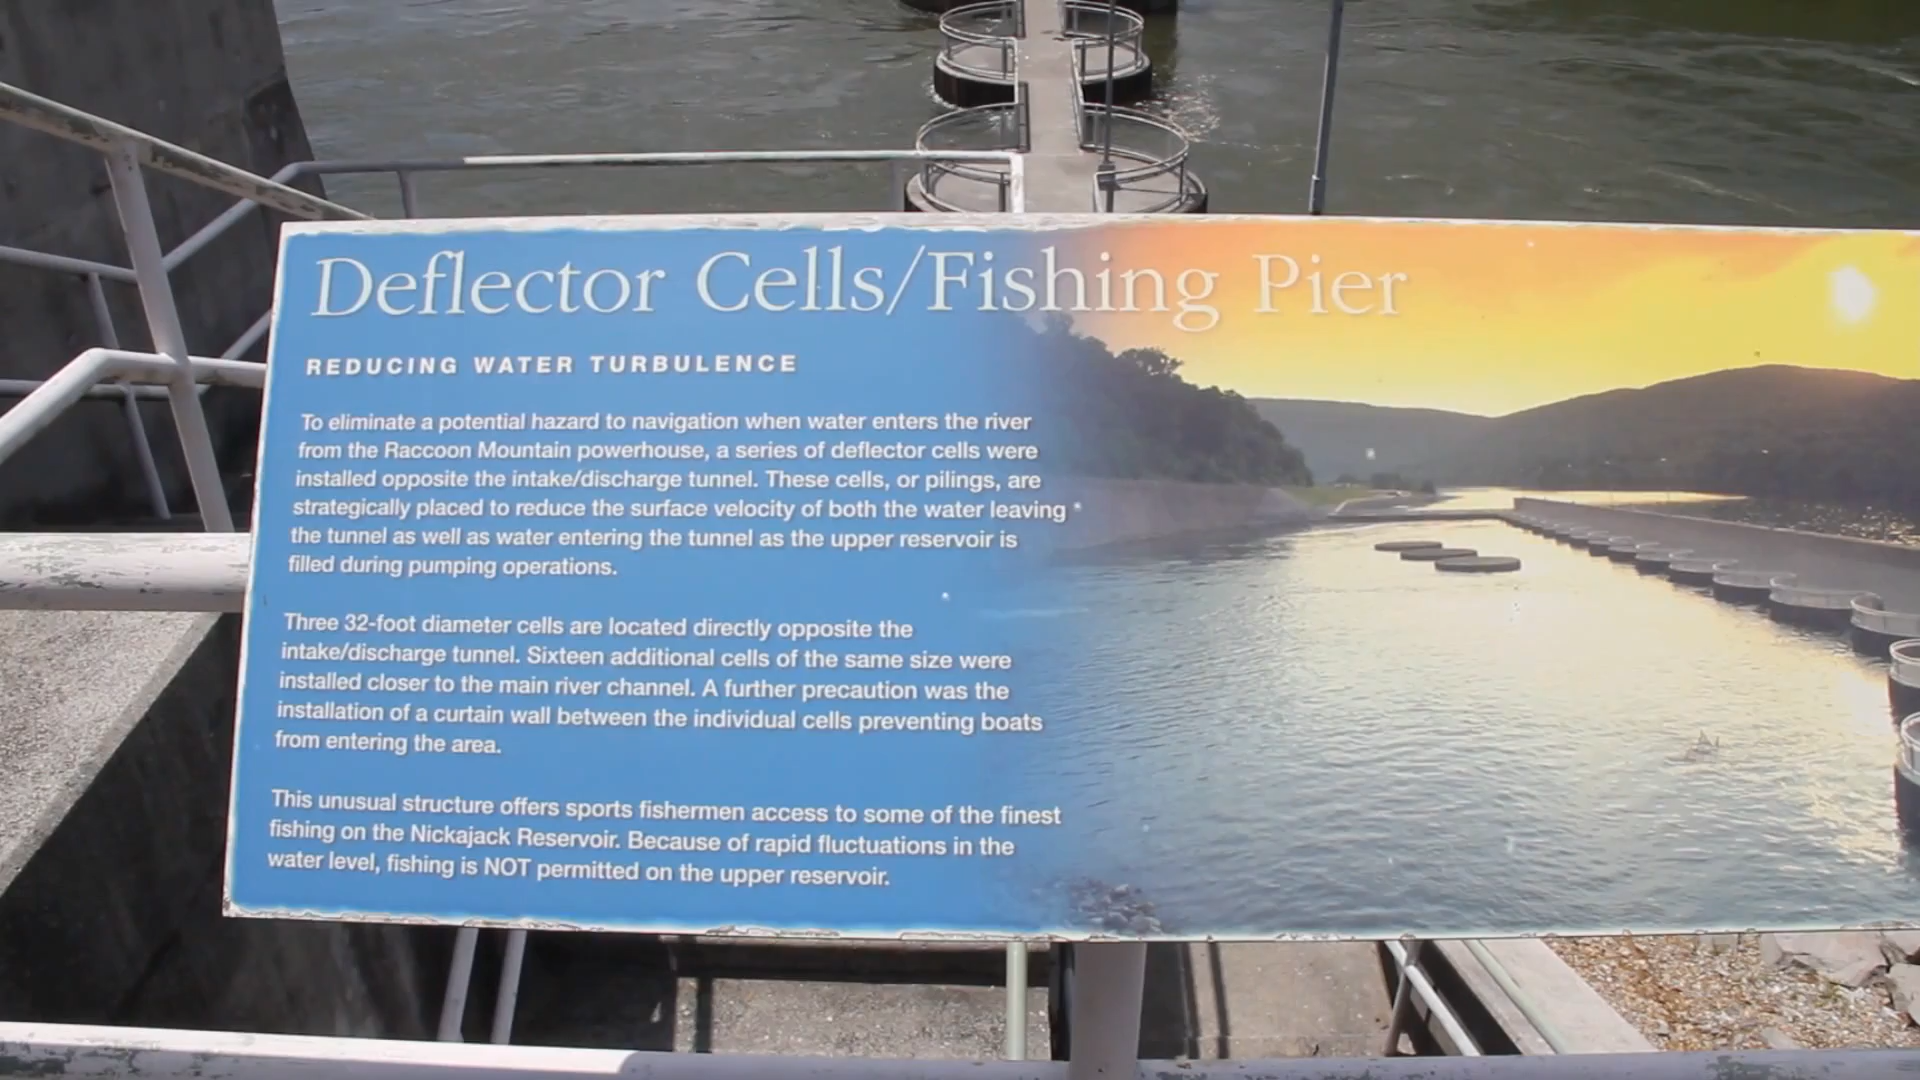 Deflector Cells/Fishing Pier
REDUCING WATER TURBULENCE
To eliminate a potential hazard to navigation when water enters the river
from the Raccoon Mountain powerhouse, a series of deflector cells were
installed opposite the intake/discharge tunnel. These cells, or pilings, are
strategically placed to reduce the surface velocity of both the water leaving
the tunnel as well as water entering the tunnel as the upper reservoir is
filled during pumping operations.
Three 32-foot diameter cells are located directly opposite the
intake/discharge tunnel. Sixteen additional cells of the same size were
installed closer to the main river channel. A further precaution was the
installation of a curtain wall between the individual cells preventing boats
from entering the area.
This unusual structure offers sports fishermen access to some of the finest
fishing on the Nickajack Reservoir. Because of rapid fluctuations in the
water level, fishing is NOT permitted on the upper reservoir.